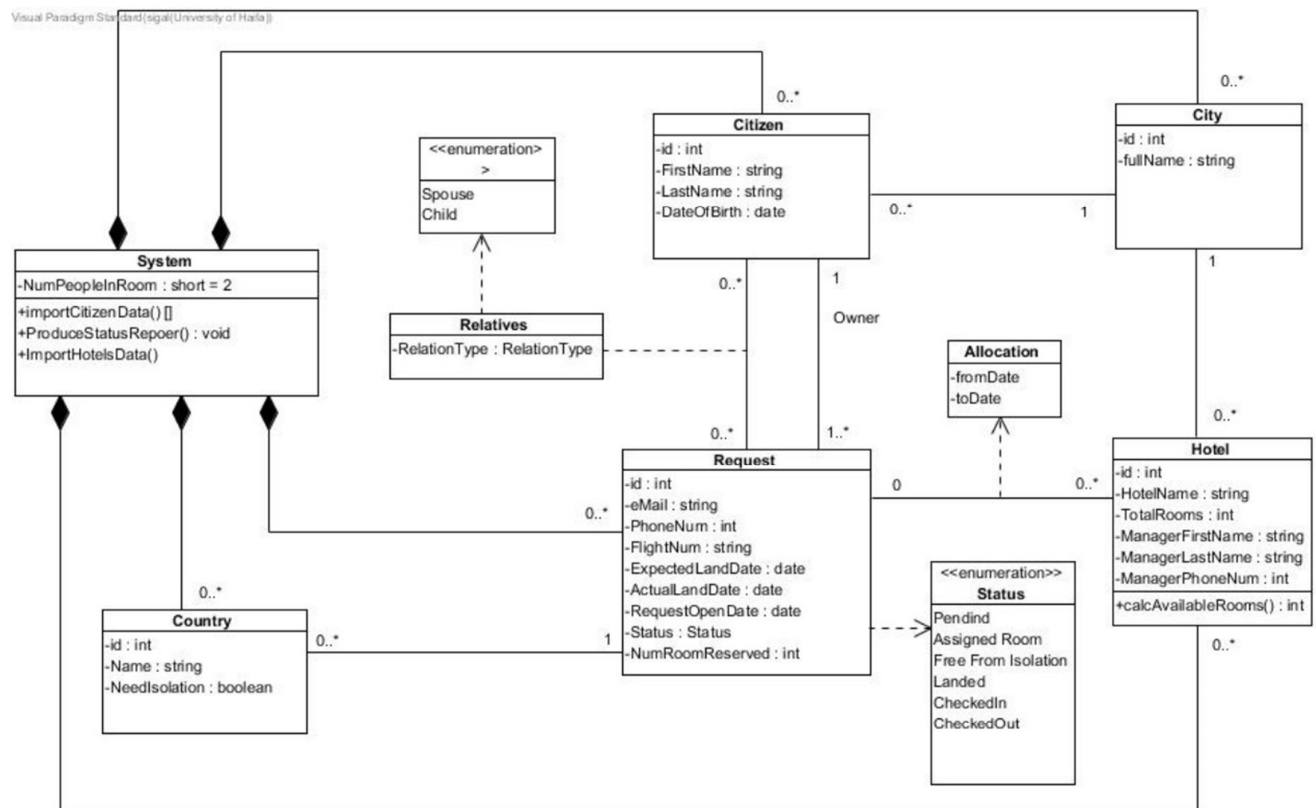 Visual Paradigm Standard(sigal(University of Haifa))
0..*
0..*
Citizen
-id : int
-FirstName : string
-LastName : string
-DateOfBirth : date
City
-id : int
-fullName : string
<<enumeration>
>
Spouse
Child
0..*
1
System
-NumPeopleInRoom : short = 2
+importCitizenData() []
+ProduceStatusRepoer() : void
+ImportHotelsData()
0..*
1
1
Owner
Relatives
-RelationType : RelationType
Allocation
-fromDate
-toDate
0..*
1..*
0..*
Request
-id : int
-eMail : string
-PhoneNum : int
-FlightNum : string
-ExpectedLandDate : date
-ActualLandDate : date
-RequestOpenDate : date
-Status : Status
-NumRoomReserved : int
Hotel
-id : int
-HotelName : string
-TotalRooms : int
-ManagerFirstName : string
-ManagerLastName : string
-ManagerPhoneNum : int
+calcAvailableRooms() : int
0
0..*
0..*
<<enumeration>>
Status
Pendind
Assigned Room
Free From Isolation
Landed
CheckedIn
CheckedOut
0..*
0..*
Country
-id : int
-Name : string
-NeedIsolation : boolean
0..*
1